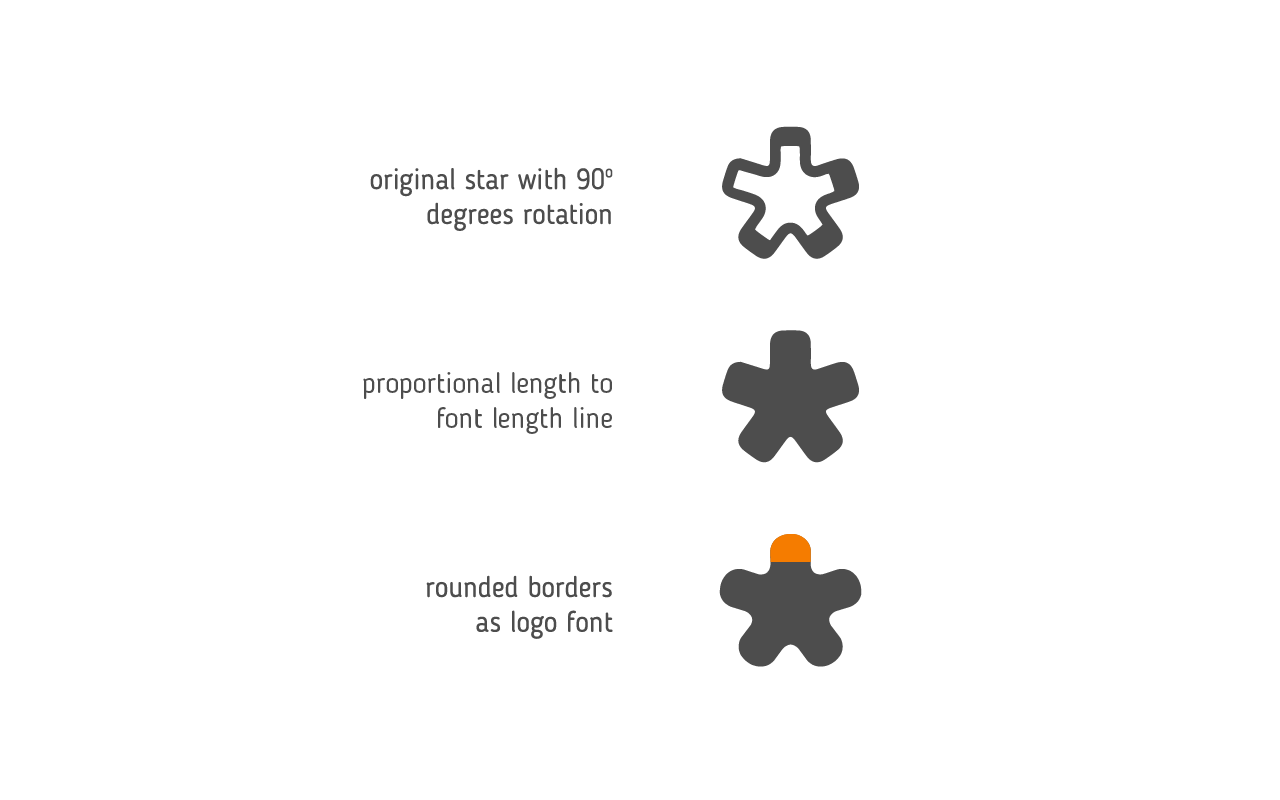 original star with 90º
degrees rotation
proportional length to
font length line
rounded borders
as logo font